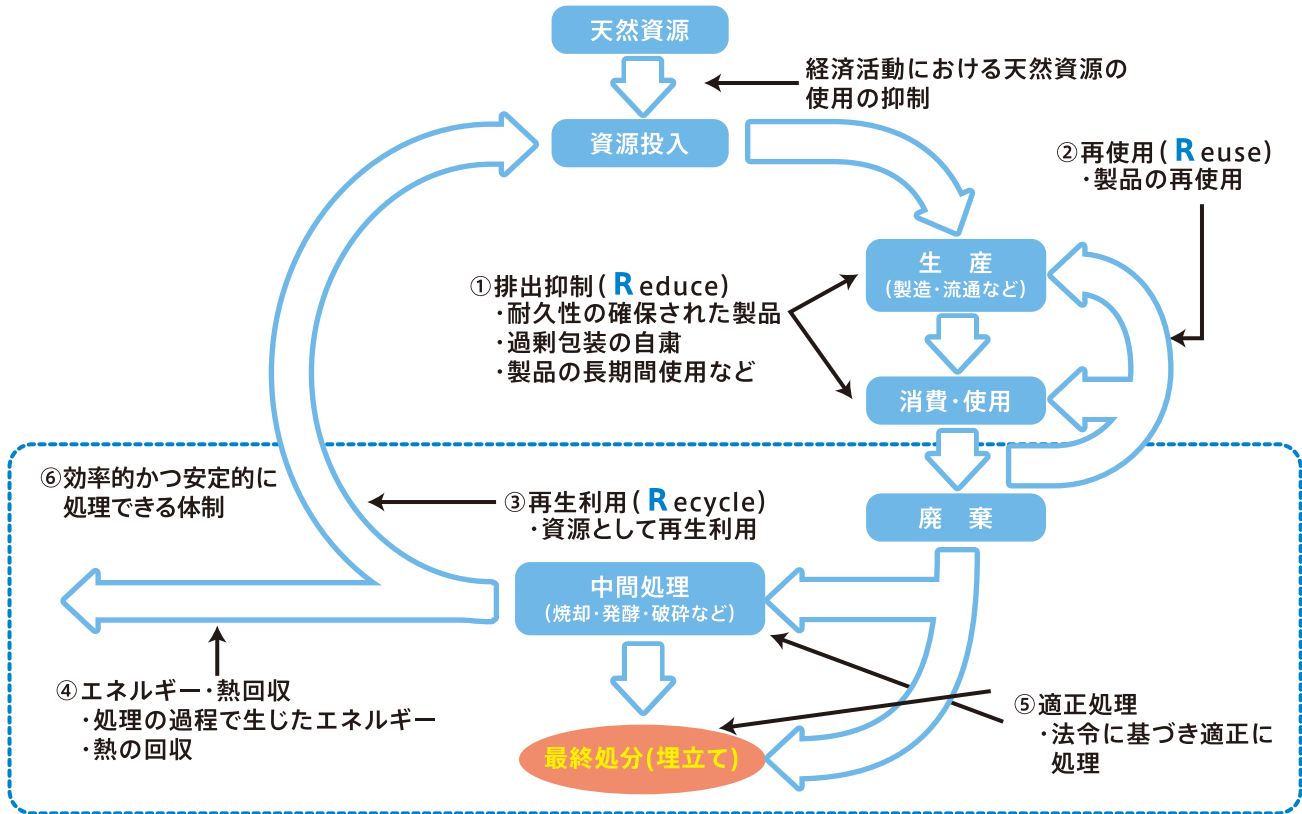 天然資源
経済活動における天然資源の
使用の抑制
資源投入
②再使用(Reuse)
・製品の再使用
生　産
(製造・流通など)
①排出抑制(Reduce)
・耐久性の確保された製品
・過剰包装の自粛
・製品の長期間使用など
消費・使用
⑥効率的かつ安定的に
処理できる体制
③再生利用(Recycle)
・資源として再生利用
廃　棄
中間処理
(焼却・発酵・破砕など)
④エネルギー・熱回収
・処理の過程で生じたエネルギー
・熱の回収
⑤適正処理
・法令に基づき適正に
処理
最終処分(埋立て)